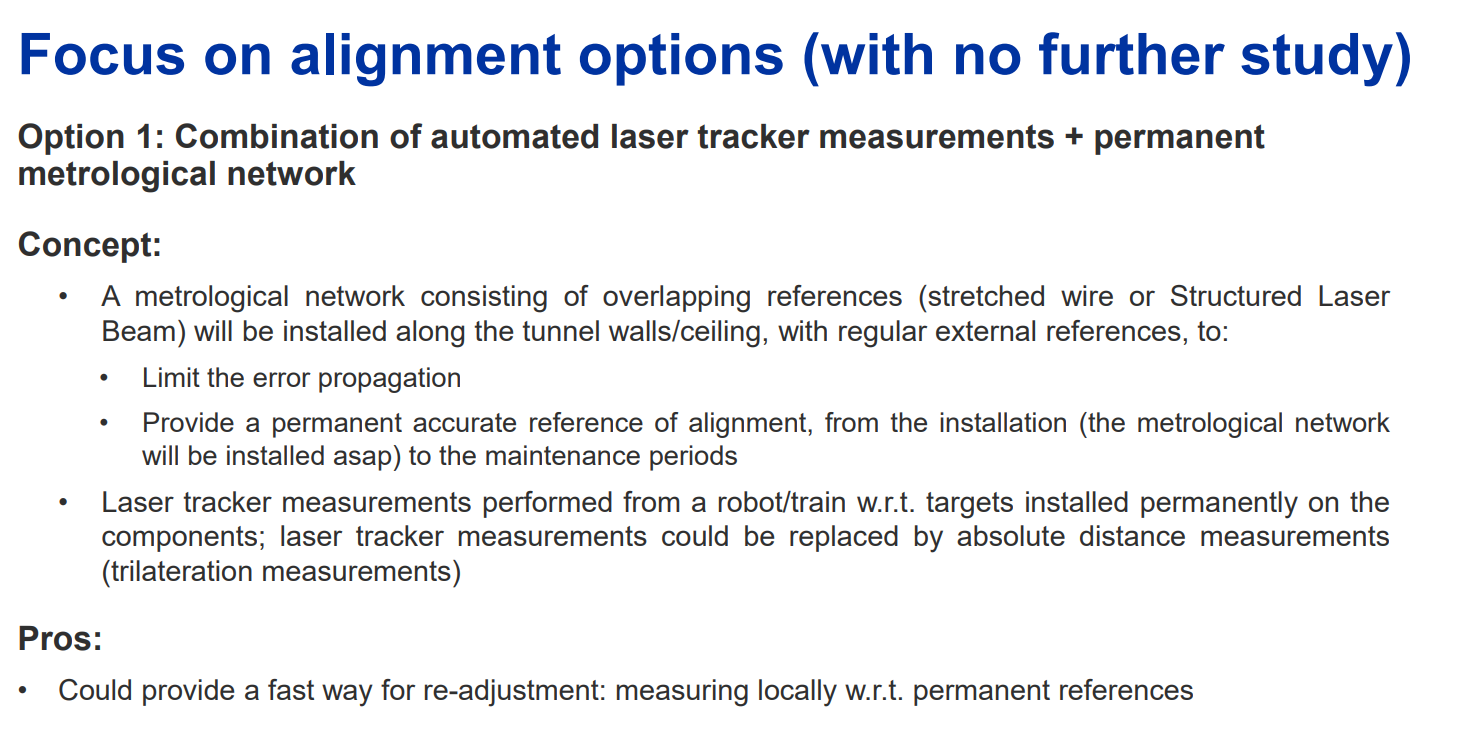 Focus on alignment options (with no further study)
Option 1: Combination of automated laser tracker measurements + permanent
metrological network
Concept:
• A metrological network consisting of overlapping references (stretched wire or Structured Laser
Beam) will be installed along the tunnel walls/ceiling, with regular external references, to:
• Limit the error propagation
• Provide a permanent accurate reference of alignment, from the installation (the metrological network
will be installed asap) to the maintenance periods
• Laser tracker measurements performed from a robot/train w.r.t. targets installed permanently on the
components; laser tracker measurements could be replaced by absolute distance measurements
(trilateration measurements)
Pros:
• Could provide a fast way for re-adjustment: measuring locally w.r.t. permanent references